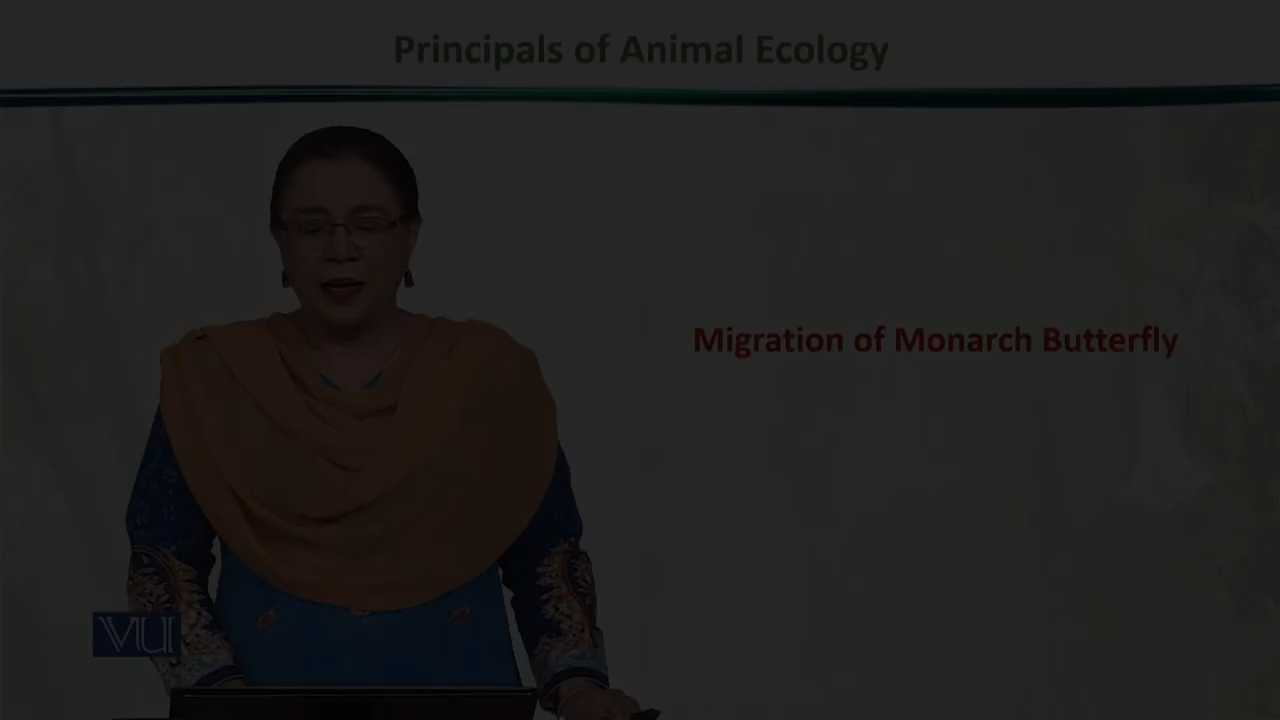 Principals of Animal Ecology
Migration of Monarch Butterfly
VU